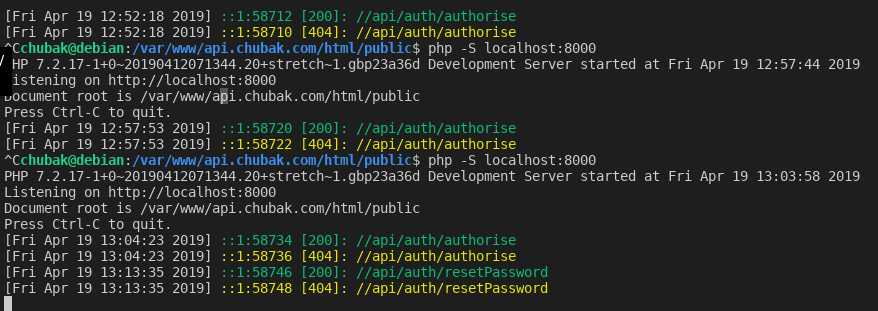 [Fri Apr 19 12:52:18 2019] ::1:58712 [200]: //api/auth/authorise
[Fri Apr 19 12:52:18 2019] ::1:58710 [404]: //api/auth/authorise
^Cchubak@debian:/var/www/api.chubak.com/html/public$ php -S localhost:8000
PHP 7.2.17-1+0~20190412071344.20+stretch~1.gbp23a36d Development Server started at Fri Apr 19 12:57:44 2019
Listening on http://localhost:8000
Document root is /var/www/api.chubak.com/html/public
Press Ctrl-C to quit.
[Fri Apr 19 12:57:53 2019] ::1:58720 [200]: //api/auth/authorise
[Fri Apr 19 12:57:53 2019] ::1:58722 [404]: //api/auth/authorise
^Cchubak@debian:/var/www/api.chubak.com/html/public$ php -S localhost:8000
PHP 7.2.17-1+0~20190412071344.20+stretch~1.gbp23a36d Development Server started at Fri Apr 19 13:03:58 2019
Listening on http://localhost:8000
Document root is /var/www/api.chubak.com/html/public
Press Ctrl-C to quit.
[Fri Apr 19 13:04:23 2019] ::1:58734 [200]: //api/auth/authorise
[Fri Apr 19 13:04:23 2019] ::1:58736 [404]: //api/auth/authorise
[Fri Apr 19 13:13:35 2019] ::1:58746 [200]: //api/auth/resetPassword
[Fri Apr 19 13:13:35 2019] ::1:58748 [404]: //api/auth/resetPassword